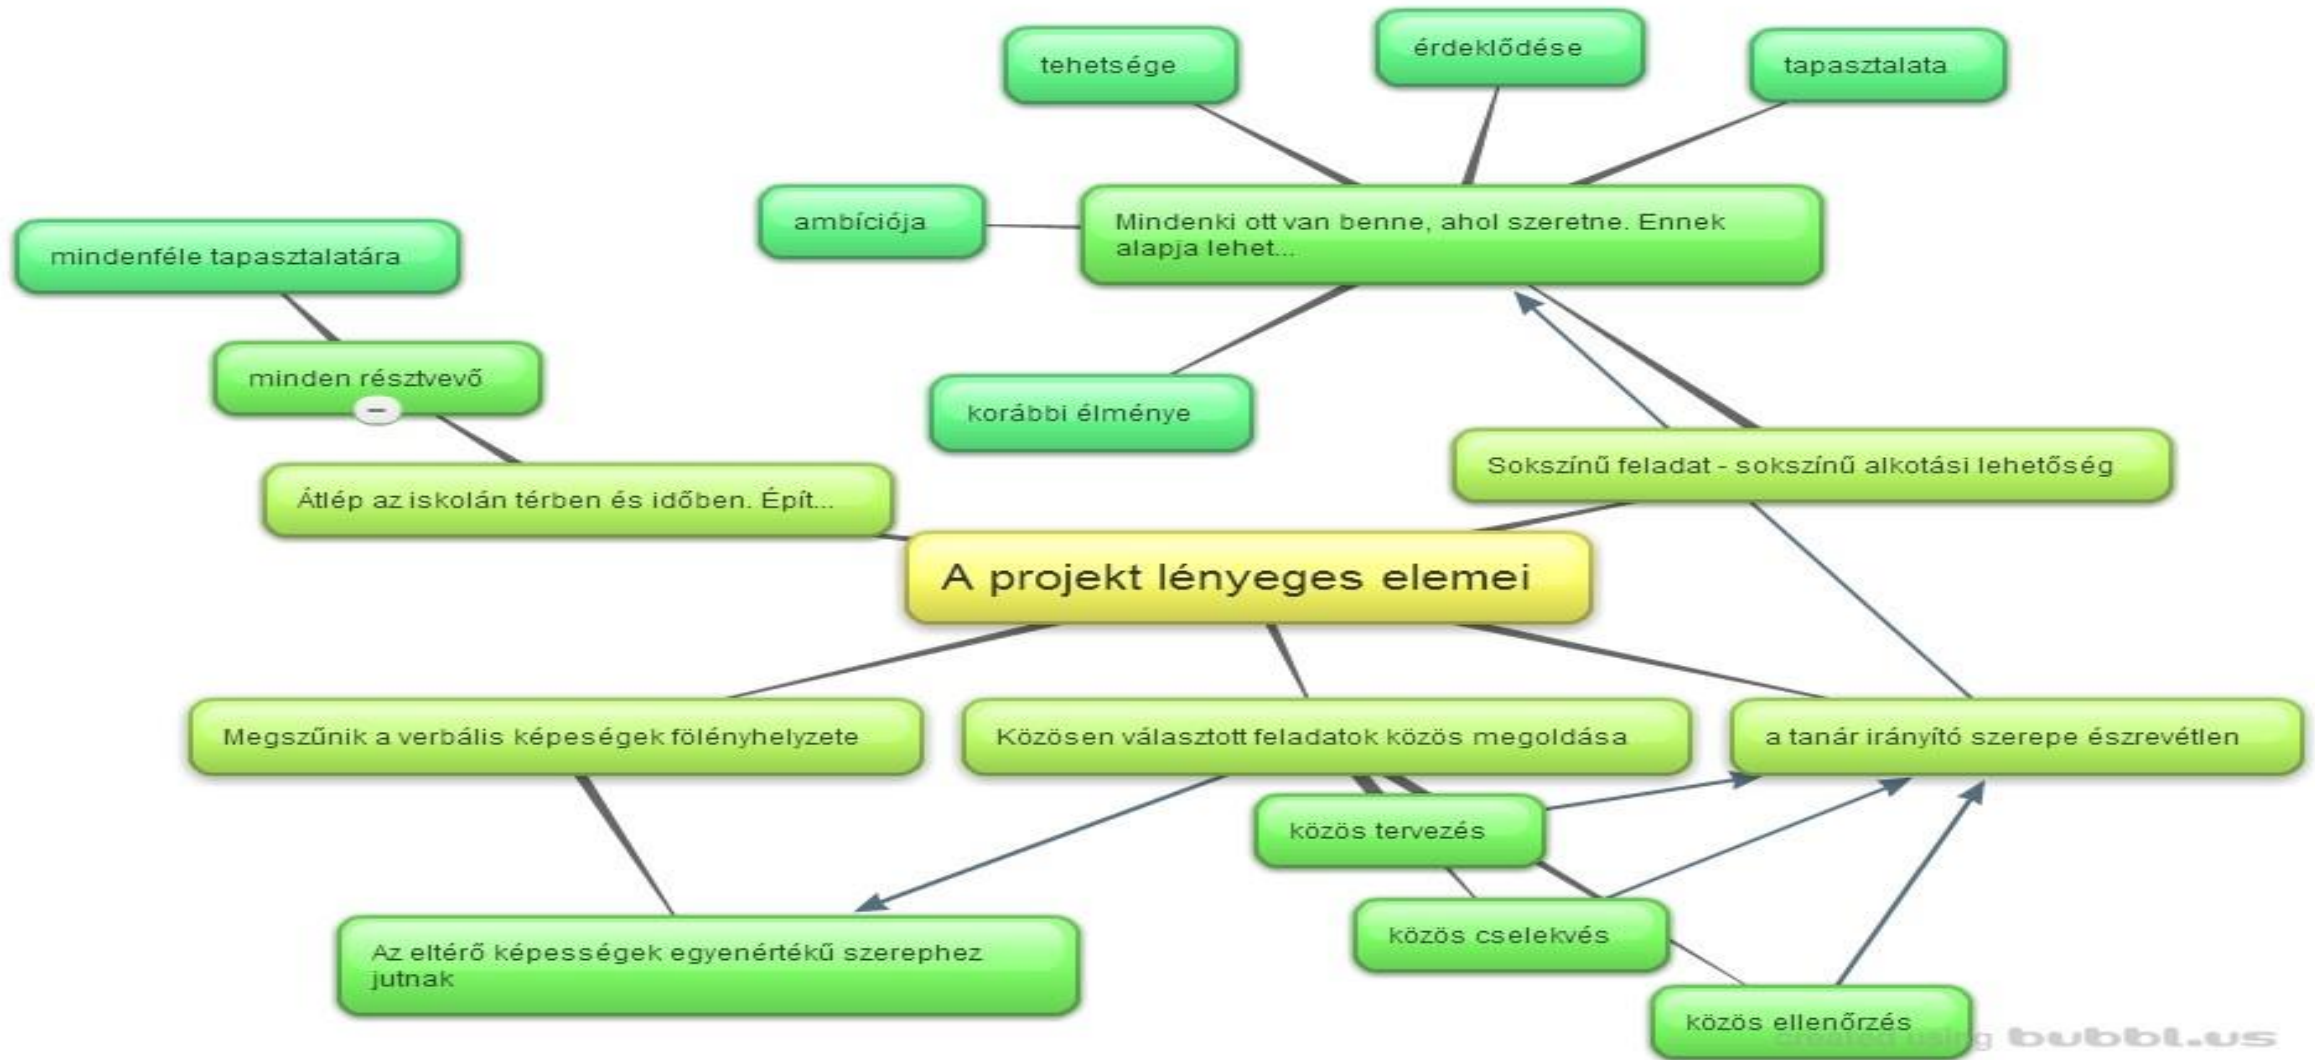 tehetsége
érdeklődése
tapasztalata
ambíciója
Mindenki ott van benne, ahol szeretne. Ennek
alapja lehet...
mindenféle tapasztalatára
minden résztvevő
korábbi élménye
Sokszínű feladat - sokszínű alkotási lehetőség
Átlép az iskolán térben és időben. Épít...
A projekt lényeges elemei
Megszűnik a verbális képeségek fölényhelyzete
Közösen választott feladatok közös megoldása
a tanár irányító szerepe észrevétlen
közös tervezés
közös cselekvés
Az eltérő képességek egyenértékű szerephez
jutnak
közös ellenőrzés
created using bubbl.us